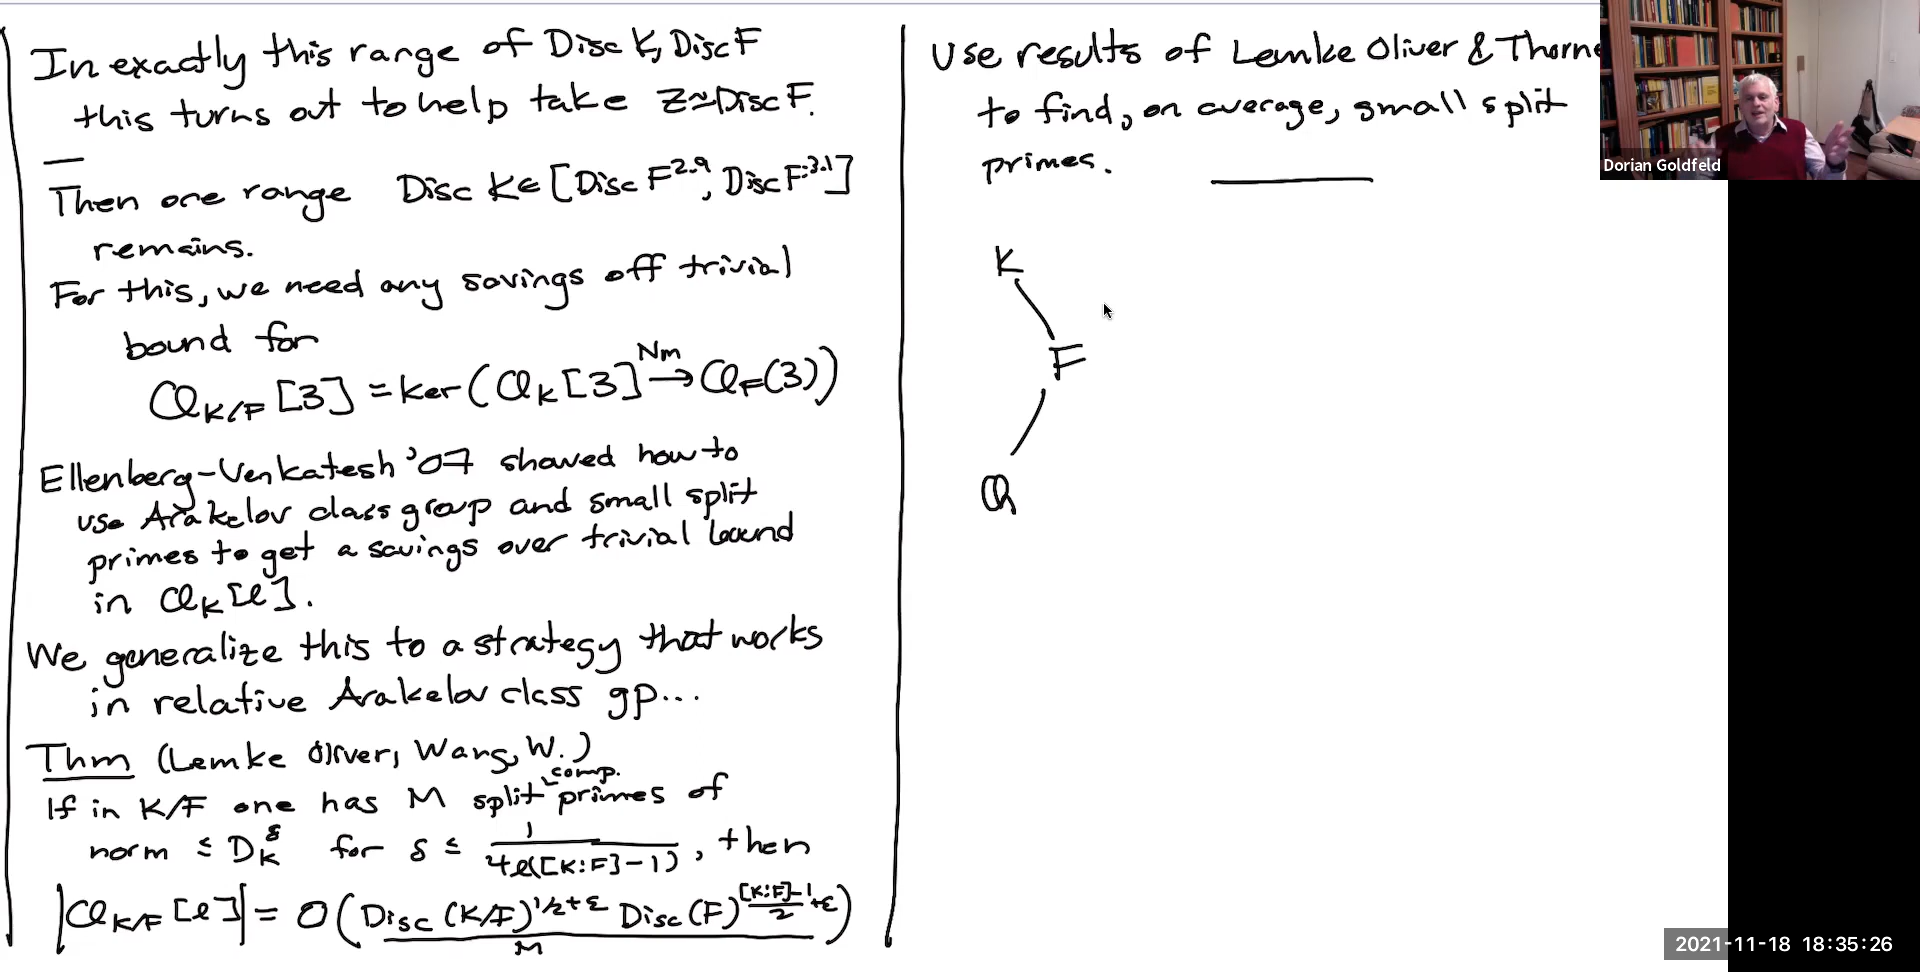 In exactly this range of Disc K, Disc F
this turns out to help take Z≈Disc F.
—
Then one range Disc K ∈ [Disc F^2.9, Disc F^3.1]
remains.
For this, we need any savings off trivial
bound for
Cl_K/F [3] = ker(Cl_K[3] →^Nm Cl_F(3))
Ellenberg-Venkatesh '07 showed how to
use Arakelov class group and small split
primes to get a savings over trivial bound
in Cl_K[ℓ].
We generalize this to a strategy that works
in relative Arakelov class gp...
Thm (Lemke Oliver, Wang, W.)
If in K/F one has M split comp. primes of
norm ≤ D_K^δ for δ ≤ 1/(4ℓ([K:F]-1)), then
|Cl_K/F [ℓ]| = O(Disc(K/F)^(1/2+ε) Disc(F)^(([K:F]-1)/2+ε) / M)
Use results of Lemke Oliver & Thorne
to find, on average, small split
primes.
K
F
Q
Dorian Goldfeld
2021-11-18 18:35:26